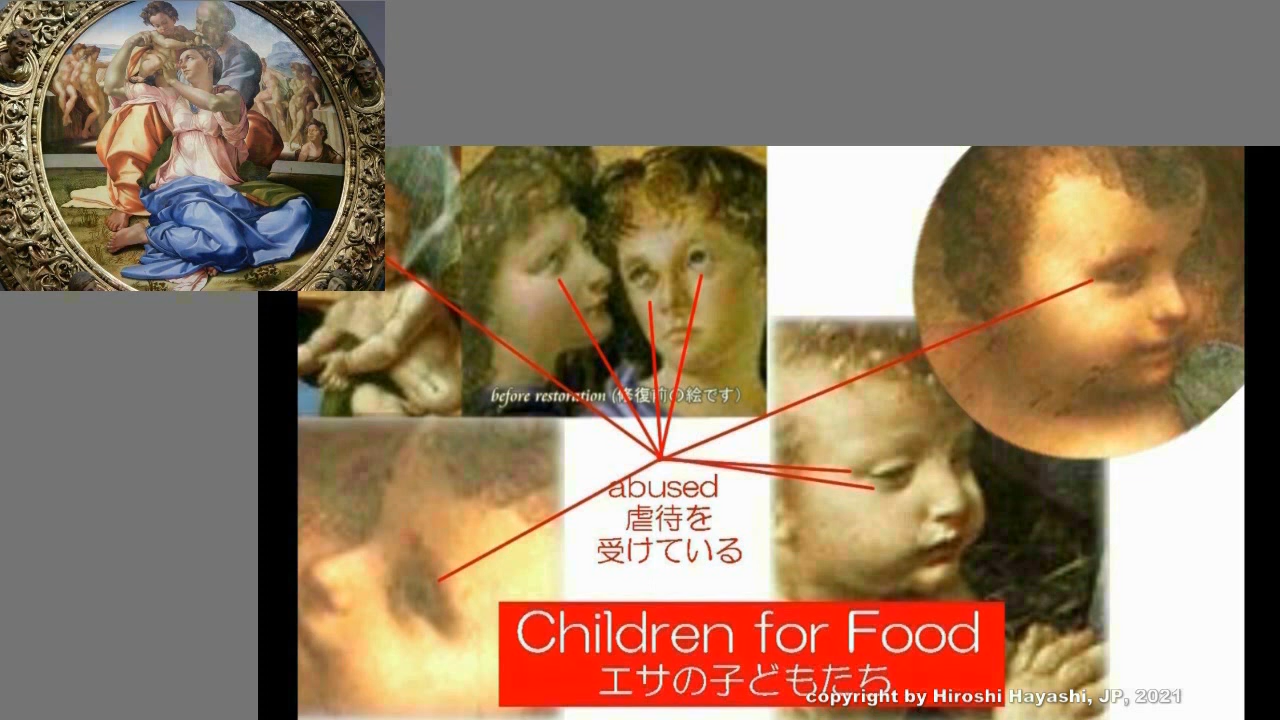 before restoration (修復前の絵です)
abused
虐待を
受けている
Children for Food
エサの子どもたち
copyright by Hiroshi Hayashi, JP, 2021